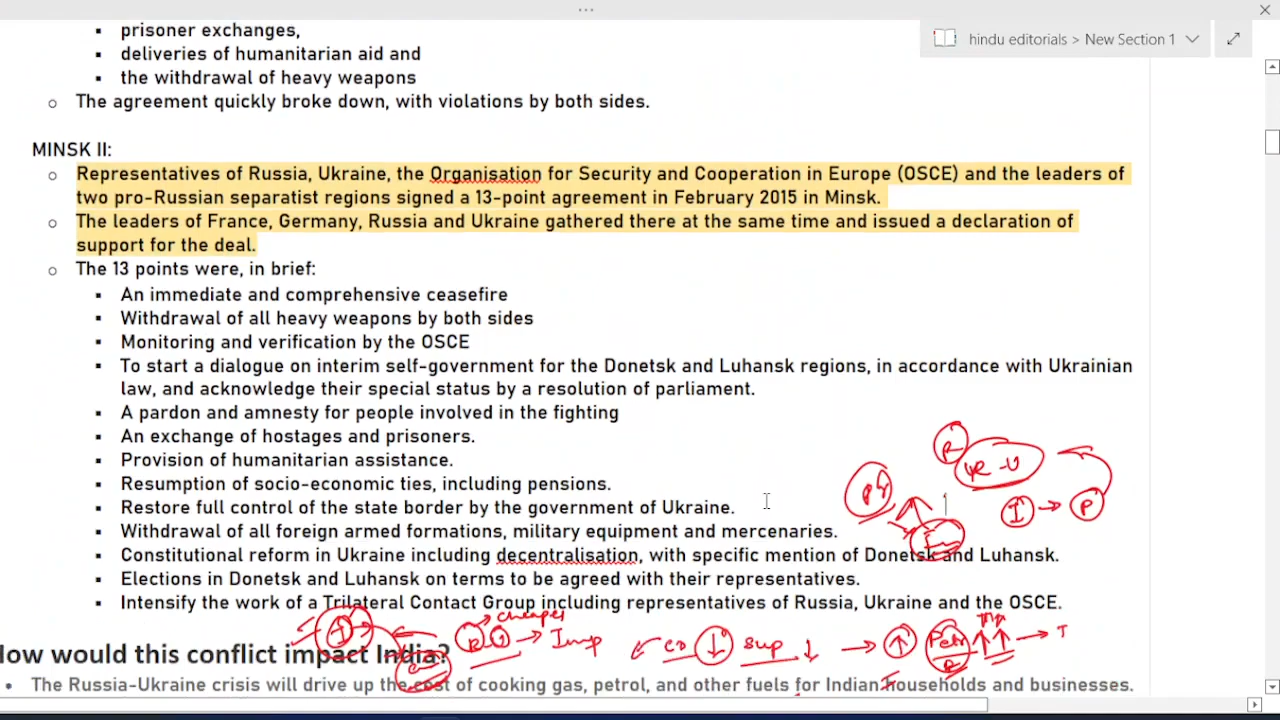 ▪ prisoner exchanges,
hindu editorials > New Section 1
▪ deliveries of humanitarian aid and
▪ the withdrawal of heavy weapons
o The agreement quickly broke down, with violations by both sides.
MINSK II:
o Representatives of Russia, Ukraine, the Organisation for Security and Cooperation in Europe (OSCE) and the leaders of
two pro-Russian separatist regions signed a 13-point agreement in February 2015 in Minsk.
o The leaders of France, Germany, Russia and Ukraine gathered there at the same time and issued a declaration of
support for the deal.
o The 13 points were, in brief:
▪ An immediate and comprehensive ceasefire
▪ Withdrawal of all heavy weapons by both sides
▪ Monitoring and verification by the OSCE
▪ To start a dialogue on interim self-government for the Donetsk and Luhansk regions, in accordance with Ukrainian
law, and acknowledge their special status by a resolution of parliament.
▪ A pardon and amnesty for people involved in the fighting
▪ An exchange of hostages and prisoners.
R
▪ Provision of humanitarian assistance.
▪ Resumption of socio-economic ties, including pensions.
▪ Restore full control of the state border by the government of Ukraine.
I → P
▪ Withdrawal of all foreign armed formations, military equipment and mercenaries.
▪ Constitutional reform in Ukraine including decentralisation, with specific mention of Donetsk and Luhansk.
▪ Elections in Donetsk and Luhansk on terms to be agreed with their representatives.
▪ Intensify the work of a Trilateral Contact Group including representatives of Russia, Ukraine and the OSCE.
cheaper
R U → Imp co ↓ sup ↓ → ↑ Petr ↑↑ →
How would this conflict impact India?
• The Russia-Ukraine crisis will drive up the cost of cooking gas, petrol, and other fuels for Indian households and businesses.